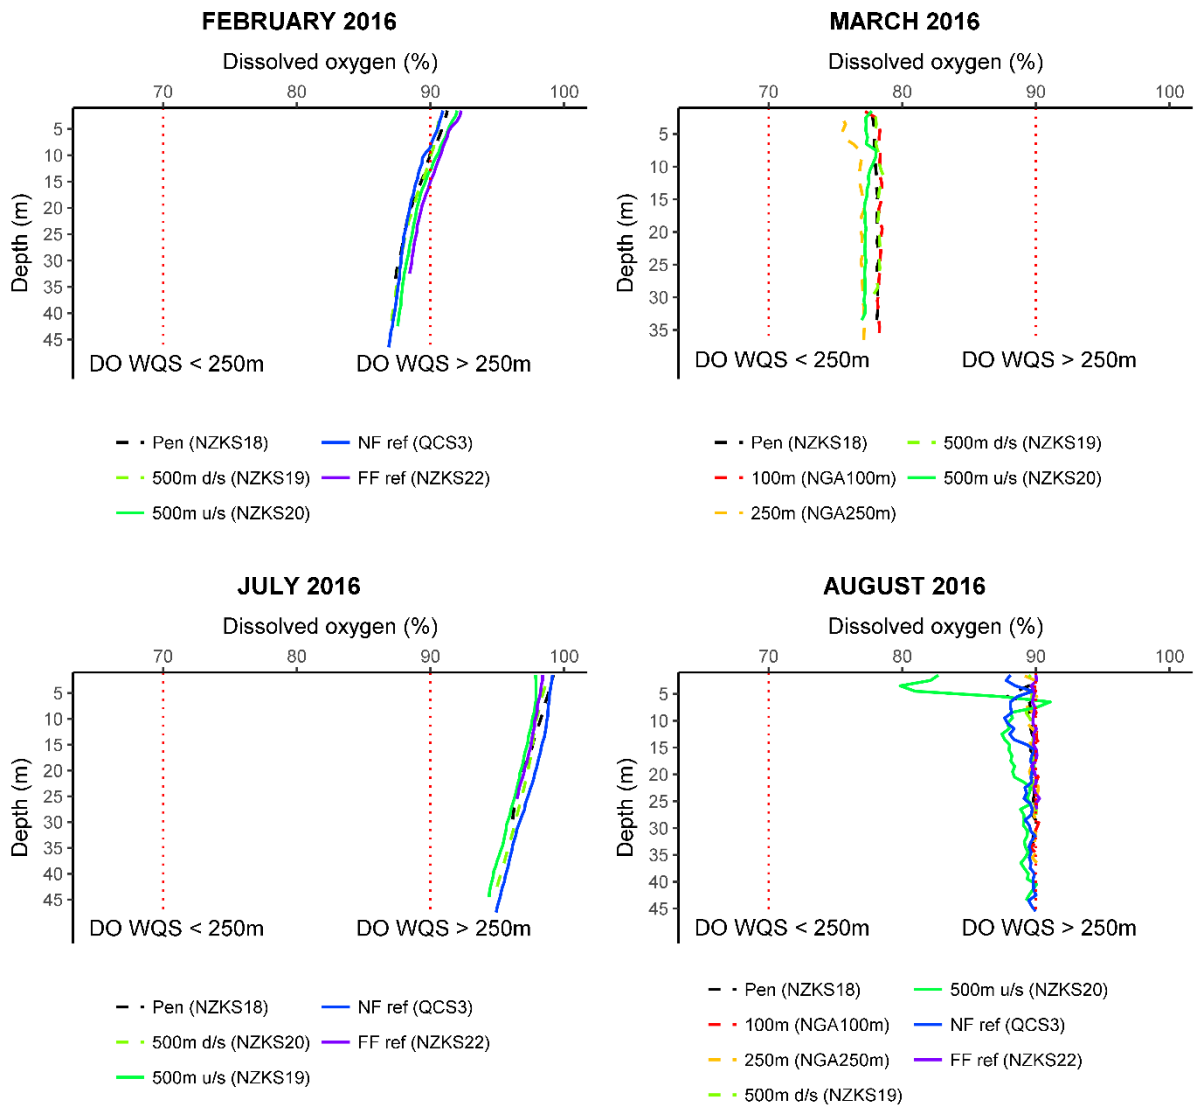 FEBRUARY 2016
Dissolved oxygen (%)
70 80 90 100
Depth (m)
5
10
15
20
25
30
35
40
45
DO WQS < 250m DO WQS > 250m
Pen (NZKS18) NF ref (QCS3)
500m d/s (NZKS19) FF ref (NZKS22)
500m u/s (NZKS20)
MARCH 2016
Dissolved oxygen (%)
70 80 90 100
Depth (m)
5
10
15
20
25
30
35
DO WQS < 250m DO WQS > 250m
Pen (NZKS18) 500m d/s (NZKS19)
100m (NGA100m) 500m u/s (NZKS20)
250m (NGA250m)
JULY 2016
Dissolved oxygen (%)
70 80 90 100
Depth (m)
5
10
15
20
25
30
35
40
45
DO WQS < 250m DO WQS > 250m
Pen (NZKS18) NF ref (QCS3)
500m d/s (NZKS20) FF ref (NZKS22)
500m u/s (NZKS19)
AUGUST 2016
Dissolved oxygen (%)
70 80 90 100
Depth (m)
5
10
15
20
25
30
35
40
45
DO WQS < 250m DO WQS > 250m
Pen (NZKS18) 500m u/s (NZKS20)
100m (NGA100m) NF ref (QCS3)
250m (NGA250m) FF ref (NZKS22)
500m d/s (NZKS19)